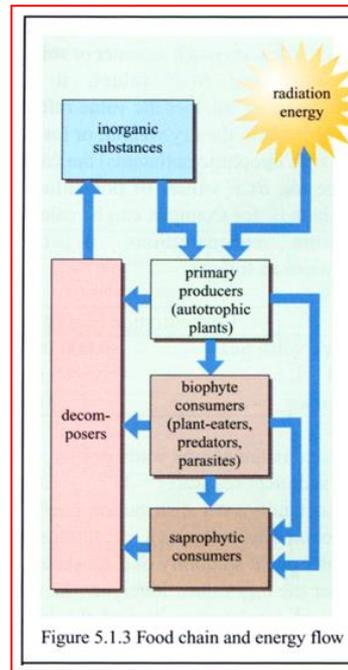 radiation
energy
inorganic
substances
primary
producers
(autotrophic
plants)
biophyte
consumers
(plant-eaters,
predators,
parasites)
decom-
posers
saprophytic
consumers
Figure 5.1.3 Food chain and energy flow